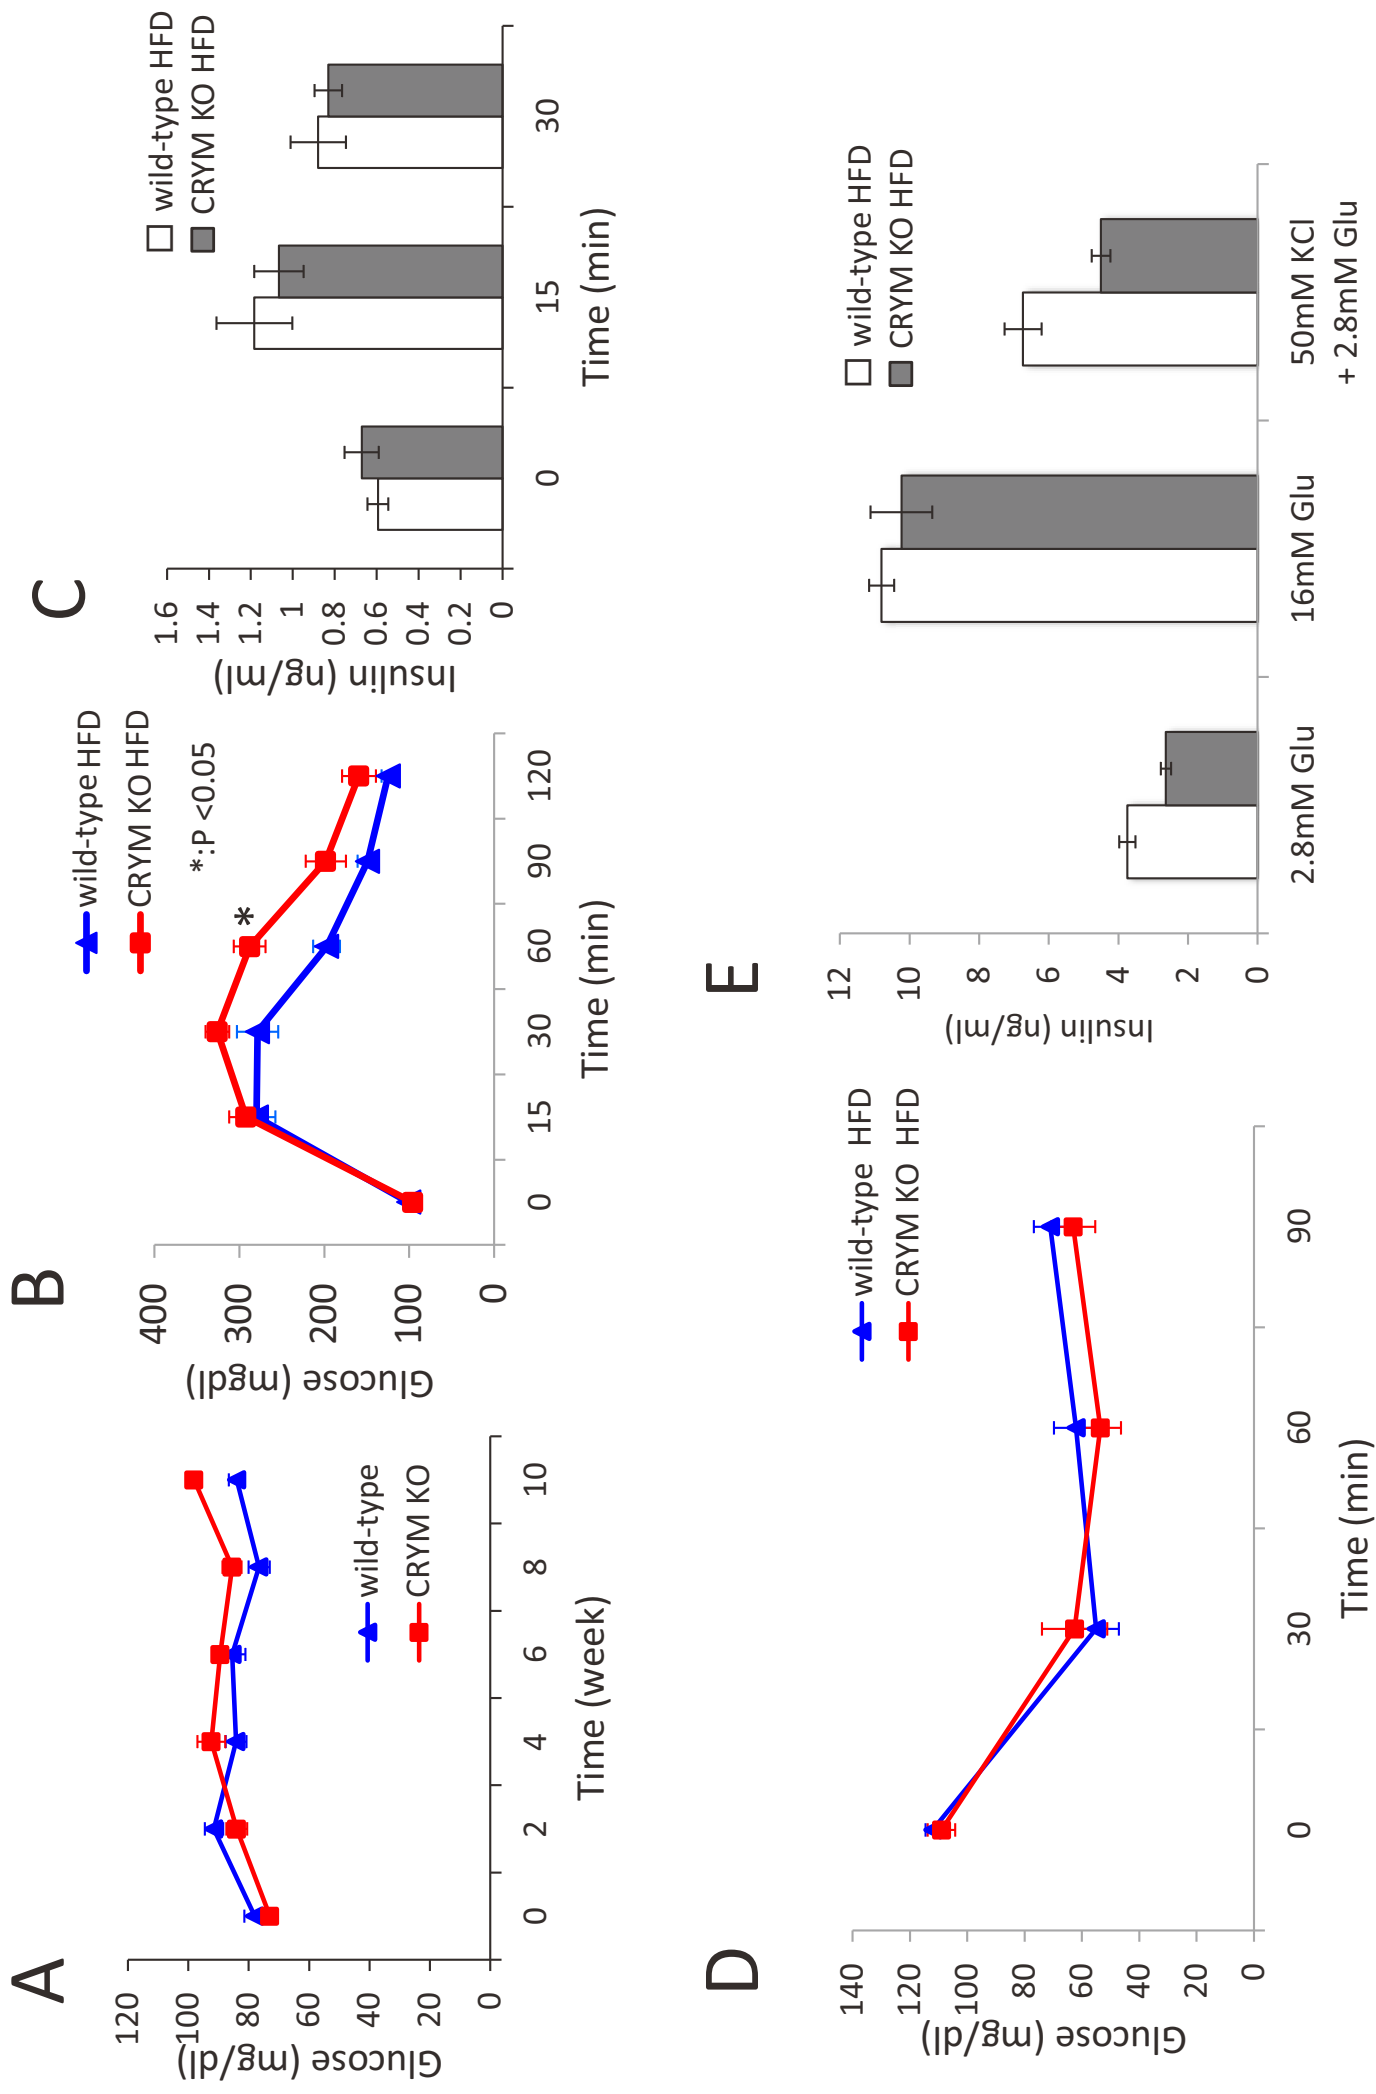 A
120
100
80
60
40
20
0
Glucose (mg/dl)
wild-type
CRYM KO
0 2 4 6 8 10
Time (week)
B
400
300
200
100
0
Glucose (mgdl)
wild-type HFD
CRYM KO HFD
*:P <0.05
*
0 15 30 60 90 120
Time (min)
C
1.6
1.4
1.2
1
0.8
0.6
0.4
0.2
0
Insulin (ng/ml)
wild-type HFD
CRYM KO HFD
0 15 30
Time (min)
D
140
120
100
80
60
40
20
0
Glucose (mg/dl)
wild-type HFD
CRYM KO HFD
0 30 60 90
Time (min)
E
12
10
8
6
4
2
0
Insulin (ng/ml)
wild-type HFD
CRYM KO HFD
2.8mM Glu 16mM Glu 50mM KCl
+ 2.8mM Glu